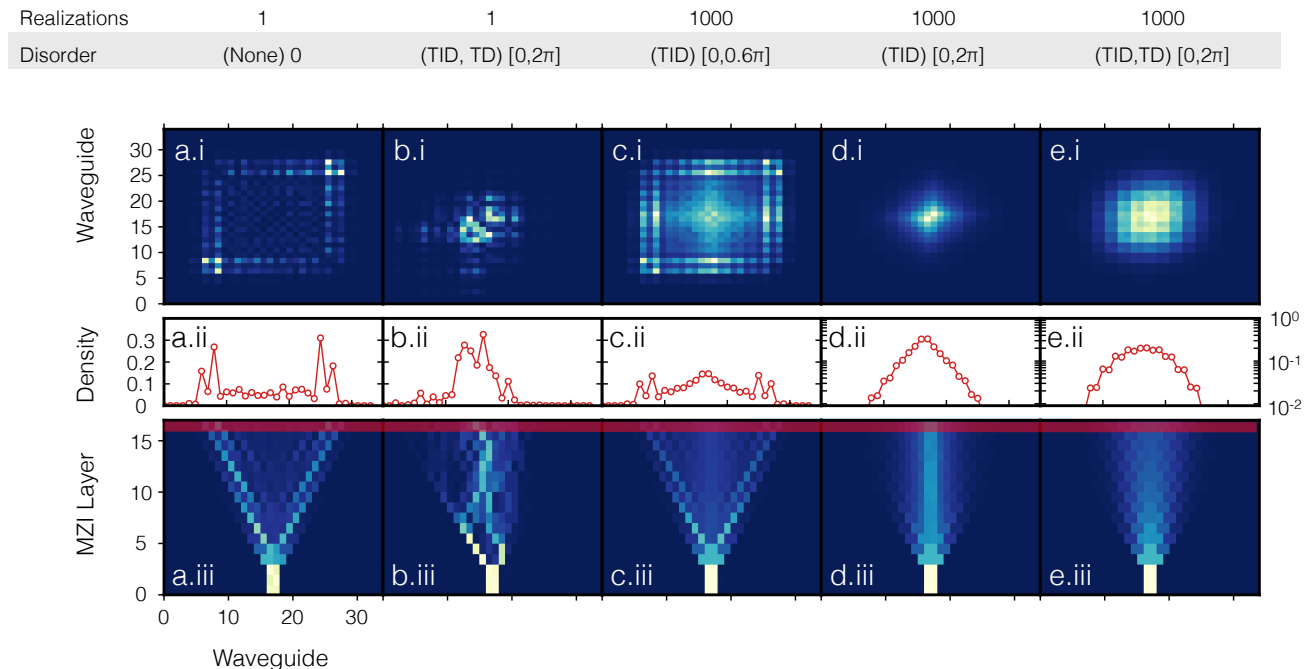 Realizations 1 1 1000 1000 1000
Disorder (None) 0 (TID, TD) [0,2π] (TID) [0,0.6π] (TID) [0,2π] (TID,TD) [0,2π]
Waveguide
30
25
20
15
10
5
0
a.i b.i c.i d.i e.i
Density
0.3
0.2
0.1
0
a.ii b.ii c.ii d.ii e.ii
10⁰
10⁻¹
10⁻²
MZI Layer
15
10
5
0
a.iii b.iii c.iii d.iii e.iii
0 10 20 30
Waveguide